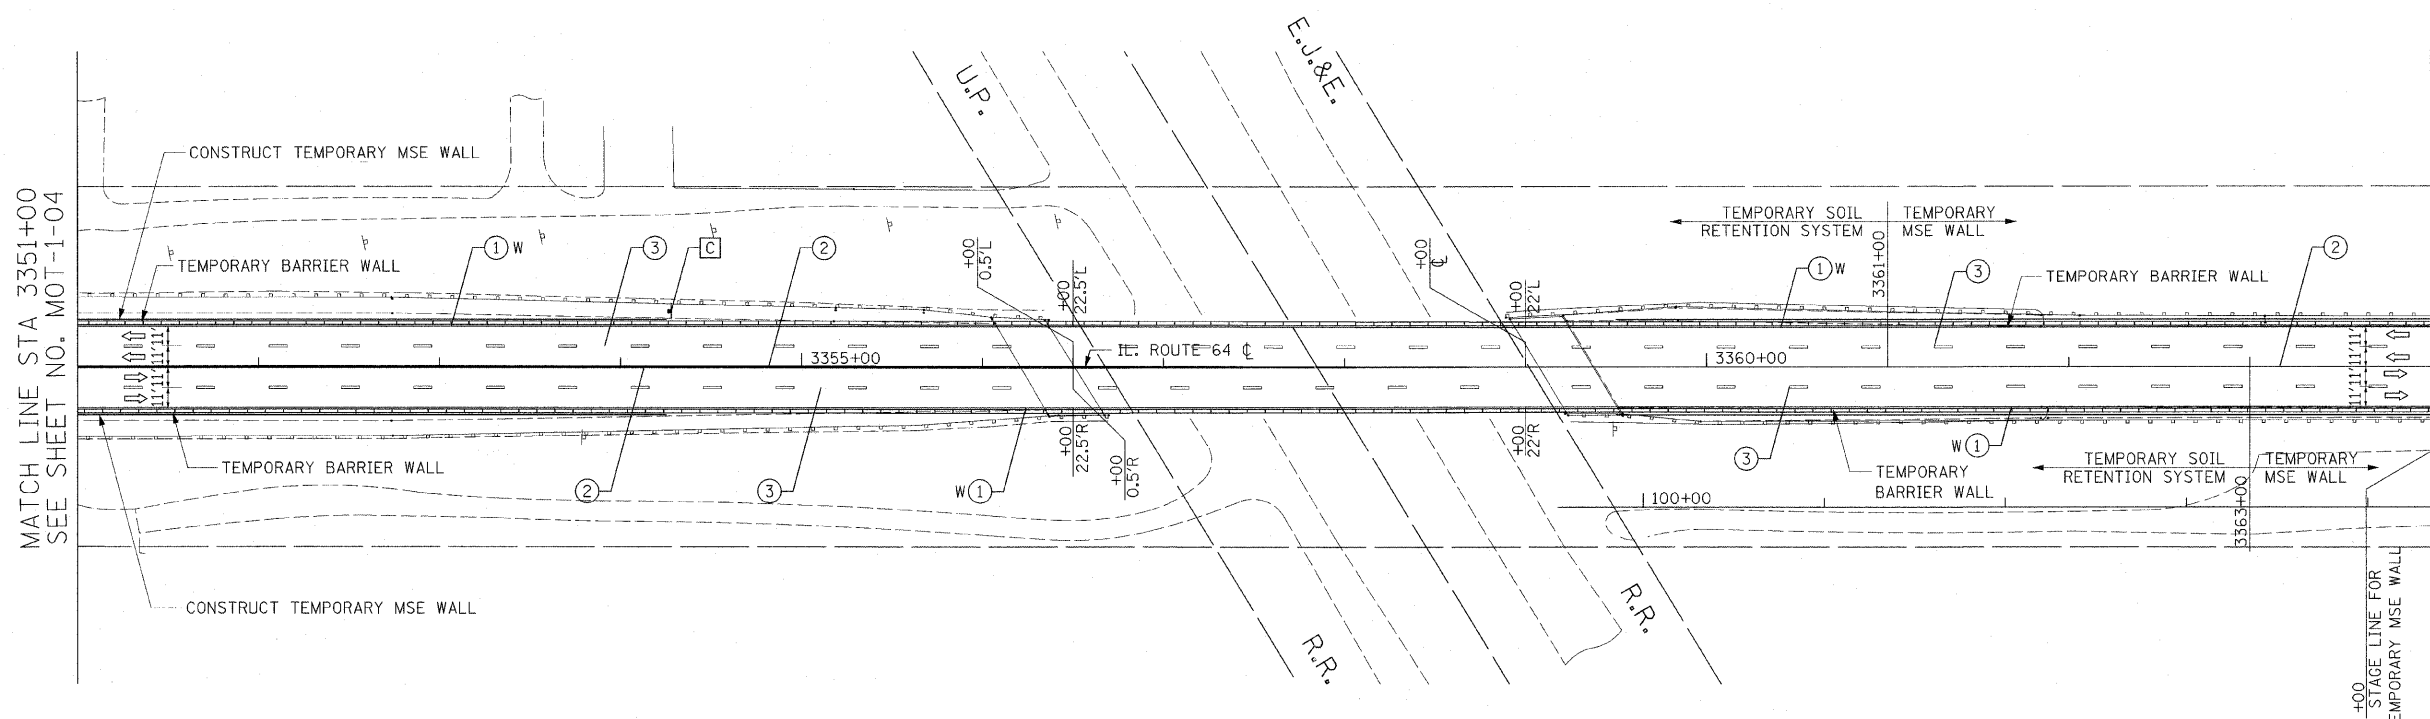 MATCH LINE STA 3351+00
SEE SHEET NO. MOT-1-04
CONSTRUCT TEMPORARY MSE WALL
TEMPORARY BARRIER WALL
1 W
3
C
2
U.P.
E.J.&E.
+00
0.5'L
+00
22.5'L
+00
℄
+00
22'L
TEMPORARY SOIL
RETENTION SYSTEM
TEMPORARY
MSE WALL
3361+00
1 W
3
TEMPORARY BARRIER WALL
2
11'11'11'11'
3355+00
IL. ROUTE 64 ℄
3360+00
11'11'11'11'
TEMPORARY BARRIER WALL
2
3
W 1
+00
22.5'R
+00
0.5'R
+00
22'R
3
TEMPORARY
BARRIER WALL
W 1
TEMPORARY SOIL
RETENTION SYSTEM
TEMPORARY
MSE WALL
100+00
3363+00
CONSTRUCT TEMPORARY MSE WALL
R.R.
R.R.
+00
STAGE LINE FOR
TEMPORARY MSE WALL